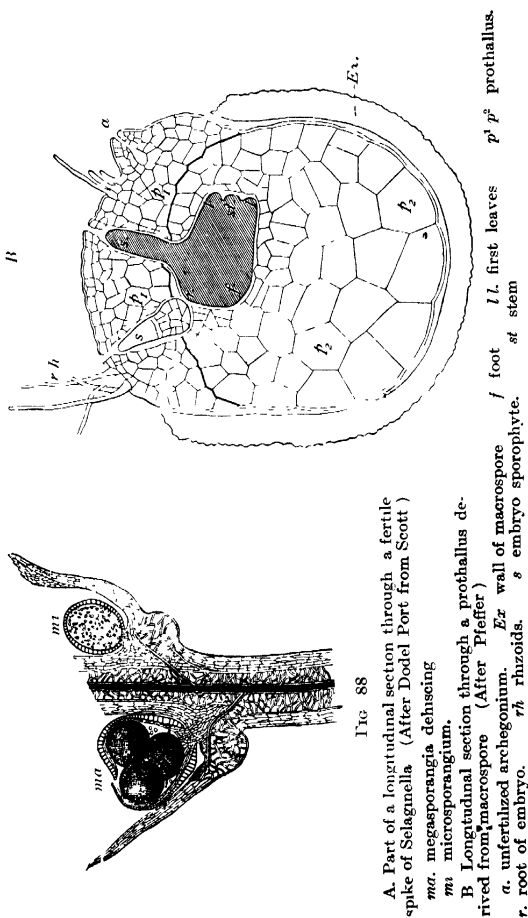 B
rh
a
s
s
p1
p1
st
p2
p2
Ex.
ma
mi
FIG 88
A. Part of a longitudinal section through a fertile
spike of Selaginella (After Dodel Port from Scott)
ma. megasporangia dehiscing
mi microsporangium.
B Longitudinal section through a prothallus de-
rived from macrospore (After Pfeffer)
a. unfertilized archegonium. Ex wall of macrospore f foot l l. first leaves p1 p2 prothallus.
r. root of embryo. rh rhizoids. s embryo sporophyte. st stem